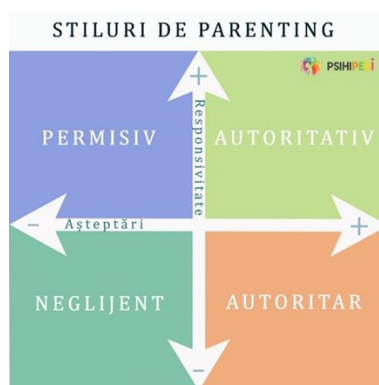 STILURI DE PARENTING
PSIHIPEDI
+
PERMISIV
Responsivitate
AUTORITATIV
-
Așteptări
+
NEGLIJENT
AUTORITAR
-